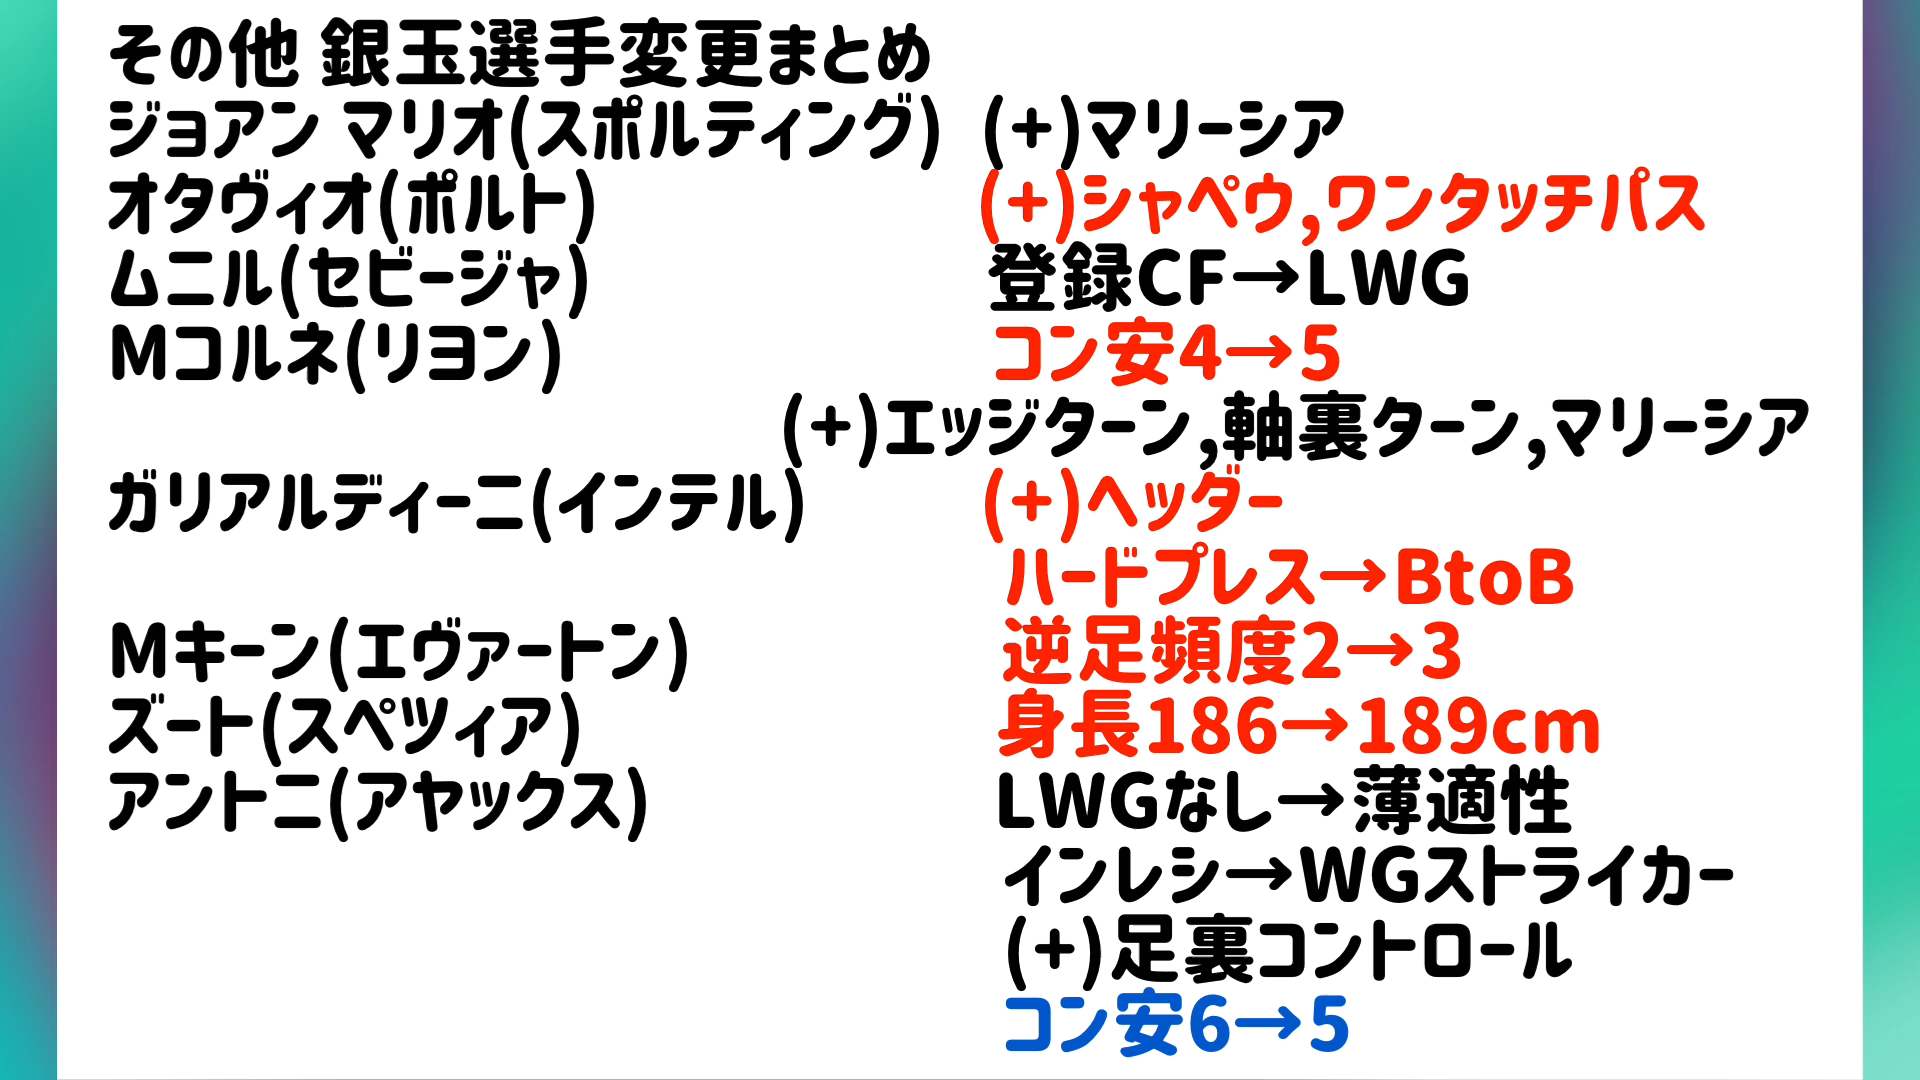 その他 銀玉選手変更まとめ
ジョアン マリオ(スポルティング) (+)マリーシア
オタヴィオ(ポルト) (+)シャペウ,ワンタッチパス
ムニル(セビージャ) 登録CF→LWG
Mコルネ(リヨン) コン安4→5
(+)エッジターン,軸裏ターン,マリーシア
ガリアルディーニ(インテル) (+)ヘッダー
ハードプレス→BtoB
Mキーン(エヴァートン) 逆足頻度2→3
ズート(スペツィア) 身長186→189cm
アントニ(アヤックス) LWGなし→薄適性
インレシ→WGストライカー
(+)足裏コントロール
コン安6→5